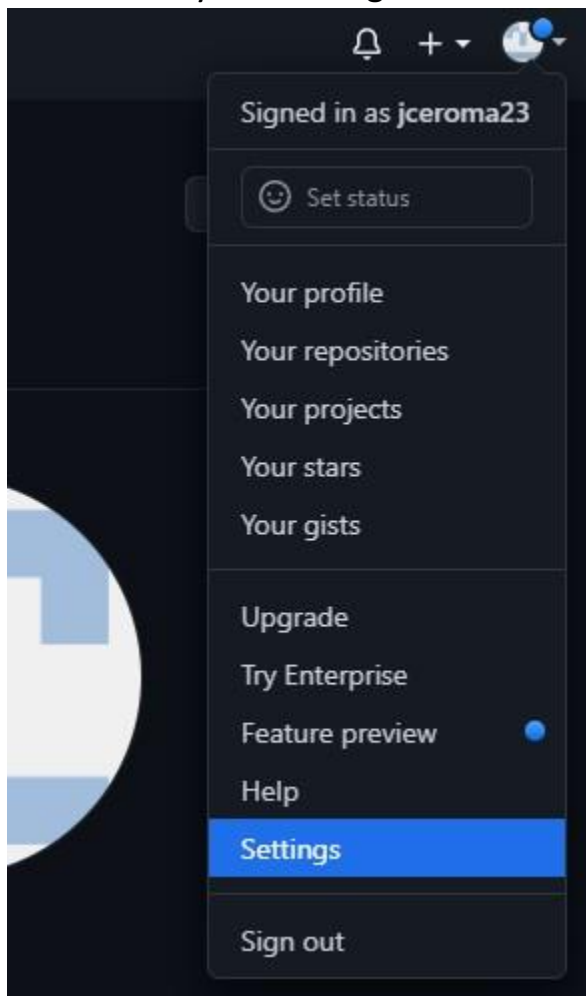 Signed in as jceroma23
Set status
Your profile
Your repositories
Your projects
Your stars
Your gists
Upgrade
Try Enterprise
Feature preview
Help
Settings
Sign out